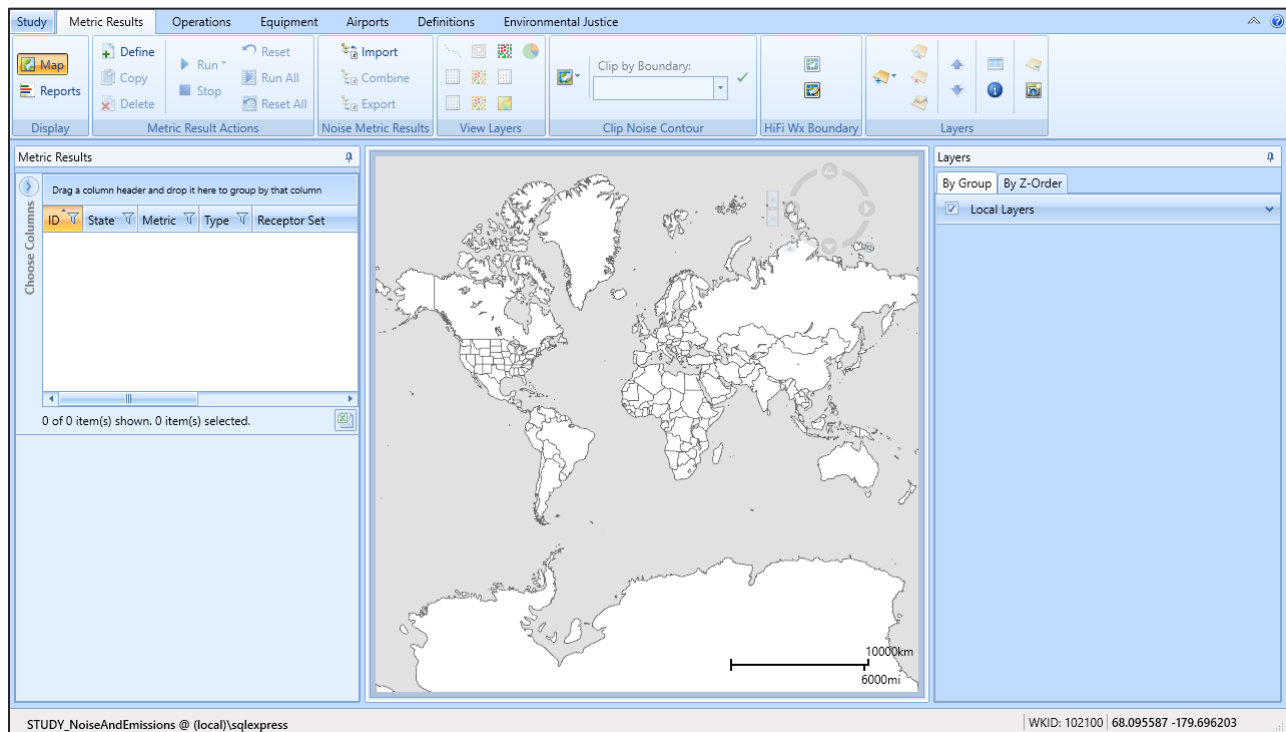 Study Metric Results Operations Equipment Airports Definitions Environmental Justice
Map
Reports
Display
Define
Copy
Delete
Run
Stop
Reset
Run All
Reset All
Metric Result Actions
Import
Combine
Export
Noise Metric Results
View Layers
Clip by Boundary:
Clip Noise Contour
HiFi Wx Boundary
Layers
Metric Results
Choose Columns
Drag a column header and drop it here to group by that column
ID State Metric Type Receptor Set
0 of 0 item(s) shown. 0 item(s) selected.
10000km
6000mi
Layers
By Group By Z-Order
Local Layers
STUDY_NoiseAndEmissions @ (local)\sqlexpress
WKID: 102100 68.095587 -179.696203